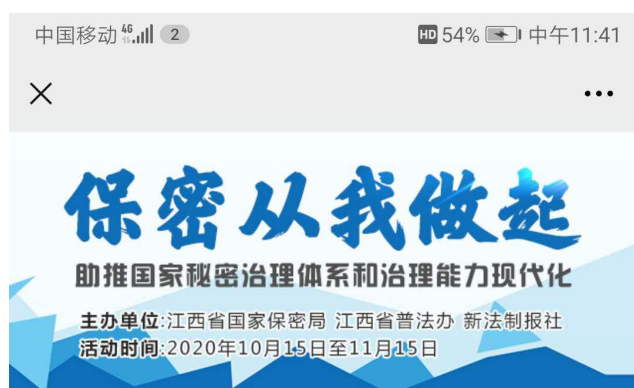 中国移动 4G 2 HD 54% 中午11:41
保密从我做起
助推国家秘密治理体系和治理能力现代化
主办单位:江西省国家保密局 江西省普法办 新法制报社
活动时间:2020年10月15日至11月15日